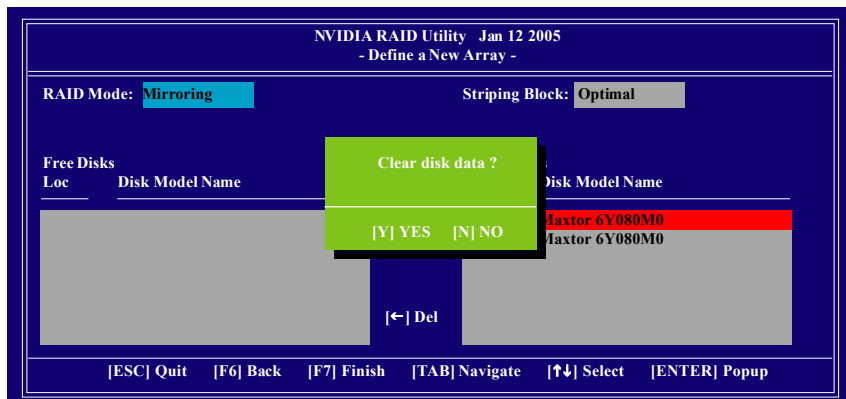 NVIDIA RAID Utility Jan 12 2005
- Define a New Array -
RAID Mode: Mirroring Striping Block: Optimal
Free Disks
Clear disk data ?
Loc Disk Model Name Disk Model Name
Maxtor 6Y080M0
[Y] YES [N] NO
Maxtor 6Y080M0
[←] Del
[ESC] Quit [F6] Back [F7] Finish [TAB] Navigate [↑↓] Select [ENTER] Popup